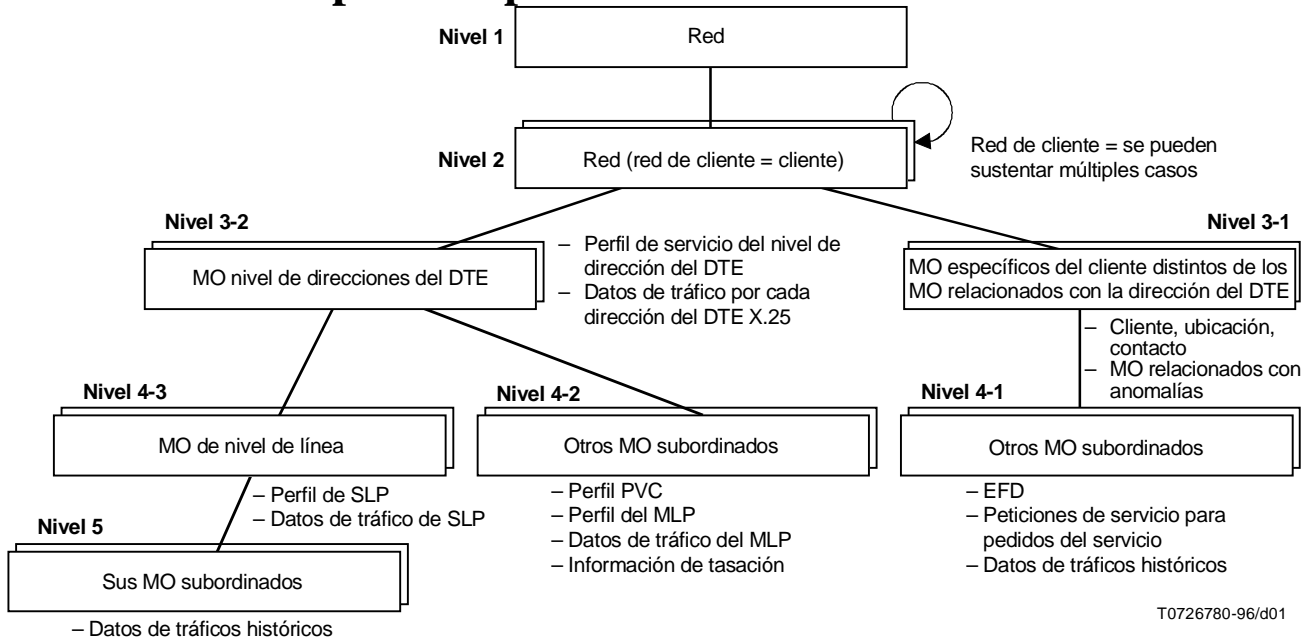 Nivel 1
Red
Nivel 2
Red (red de cliente = cliente)
Red de cliente = se pueden
sustentar múltiples casos
Nivel 3-2
MO nivel de direcciones del DTE
– Perfil de servicio del nivel de
dirección del DTE
– Datos de tráfico por cada
dirección del DTE X.25
Nivel 3-1
MO específicos del cliente distintos de los
MO relacionados con la dirección del DTE
– Cliente, ubicación,
contacto
– MO relacionados con
anomalías
Nivel 4-3
MO de nivel de línea
– Perfil de SLP
– Datos de tráfico de SLP
Nivel 4-2
Otros MO subordinados
– Perfil PVC
– Perfil del MLP
– Datos de tráfico del MLP
– Información de tasación
Nivel 4-1
Otros MO subordinados
– EFD
– Peticiones de servicio para
pedidos del servicio
– Datos de tráficos históricos
Nivel 5
Sus MO subordinados
– Datos de tráficos históricos
T0726780-96/d01